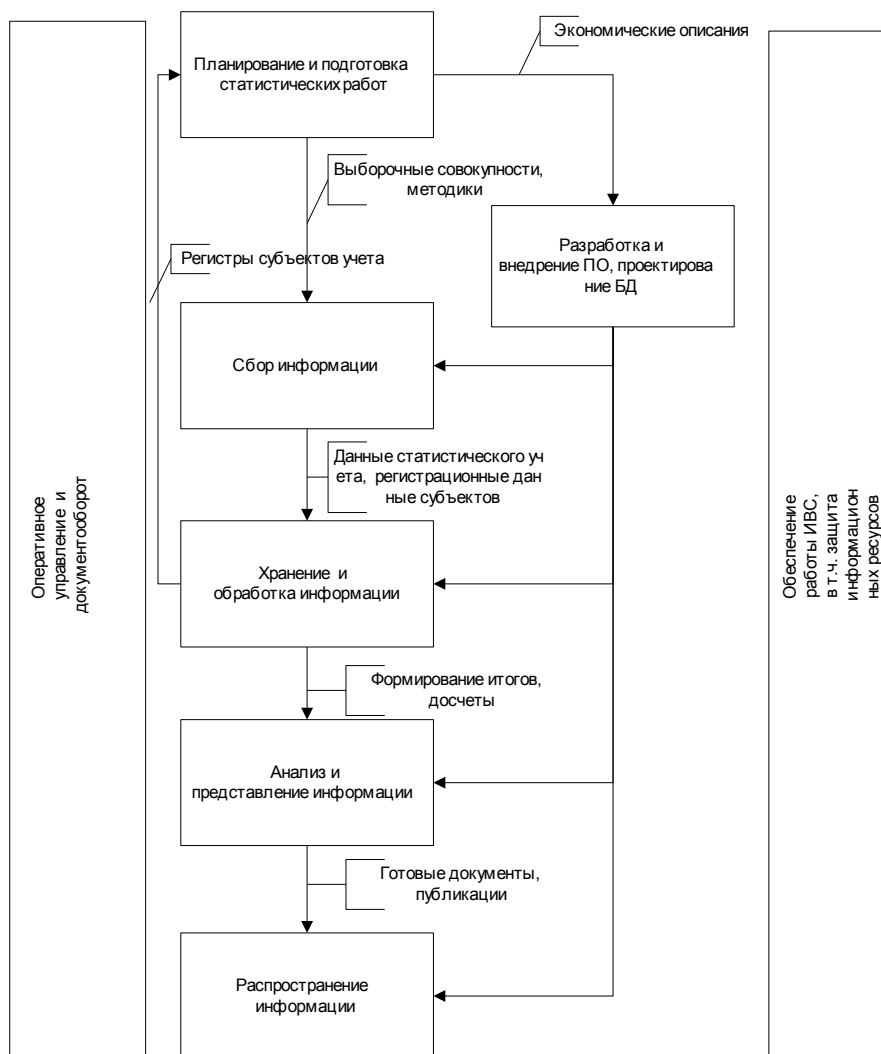 Экономические описания
Планирование и подготовка
статистических работ
Выборочные совокупности,
методики
Разработка и
внедрение ПО, проектирова
ние БД
Регистры субъектов учета
Сбор информации
Данные статистического уч
ета, регистрационные дан
ные субъектов
Оперативное
управление и
документооборот
Хранение и
обработка информации
Обеспечение
работы ИВС,
в т.ч. защита
информацион
ных ресурсов
Формирование итогов,
досчеты
Анализ и
представление информации
Готовые документы,
публикации
Распространение
информации